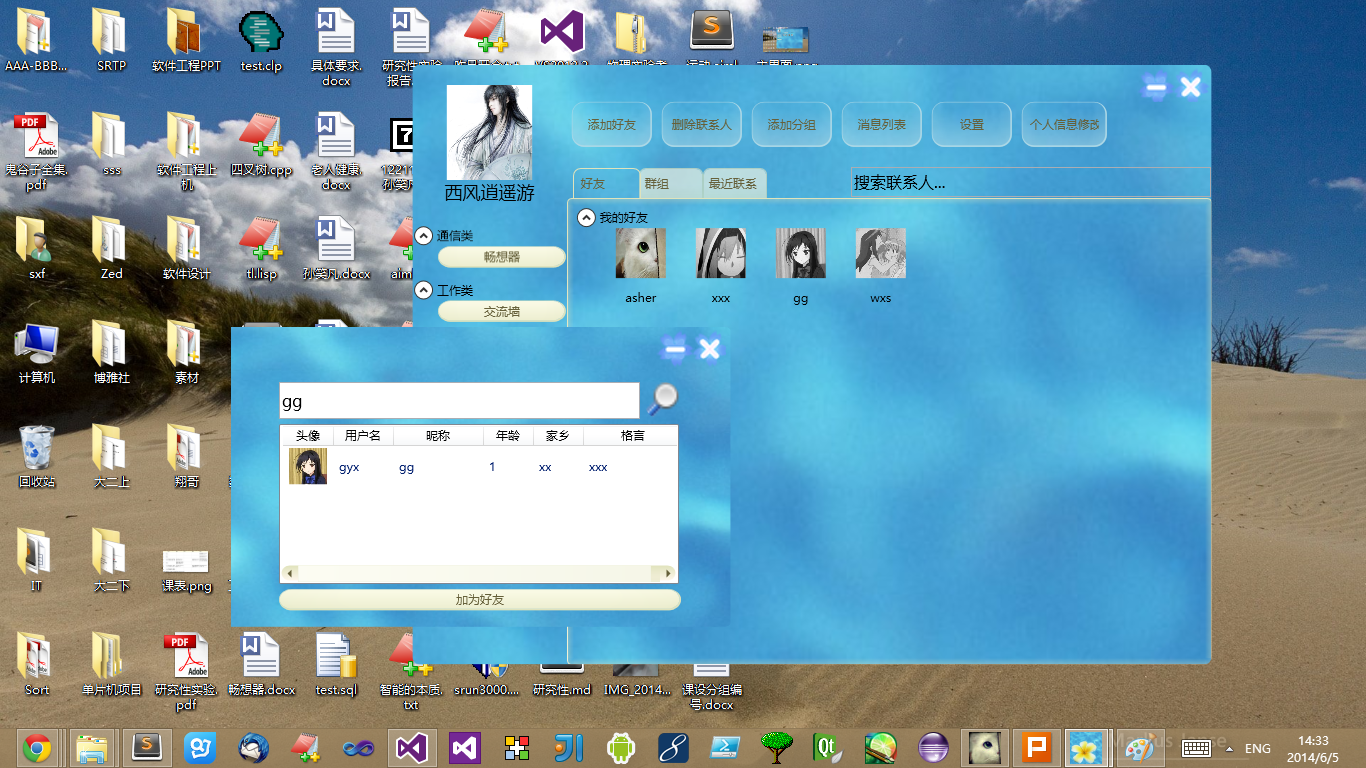 AAA-BBB...
SRTP
软件工程PPT
test.clp
具体要求.
docx
研究性实验
报告.
鬼谷子全集.
pdf
sss
软件工程上
机
四叉树.cpp
老人健康.
docx
孙笑凡.
sxf
Zed
软件设计
tl.lisp
孙笑凡.docx
aim
计算机
博雅社
素材
回收站
大二上
翔哥
IT
大二下
课表.png
Sort
单片机项目
研究性实验.
pdf
畅想器.docx
test.sql
智能的本质.
txt
srun3000....
研究性.md
IMG_2014...
课设分组编
号.docx
西风逍遥游
添加好友
删除联系人
添加分组
消息列表
设置
个人信息修改
好友
群组
最近联系
搜索联系人...
通信类
畅想器
工作类
交流墙
我的好友
asher
xxx
gg
wxs
gg
头像 用户名 昵称 年龄 家乡 格言
gyx gg 1 xx xxx
加为好友
ENG
14:33
2014/6/5